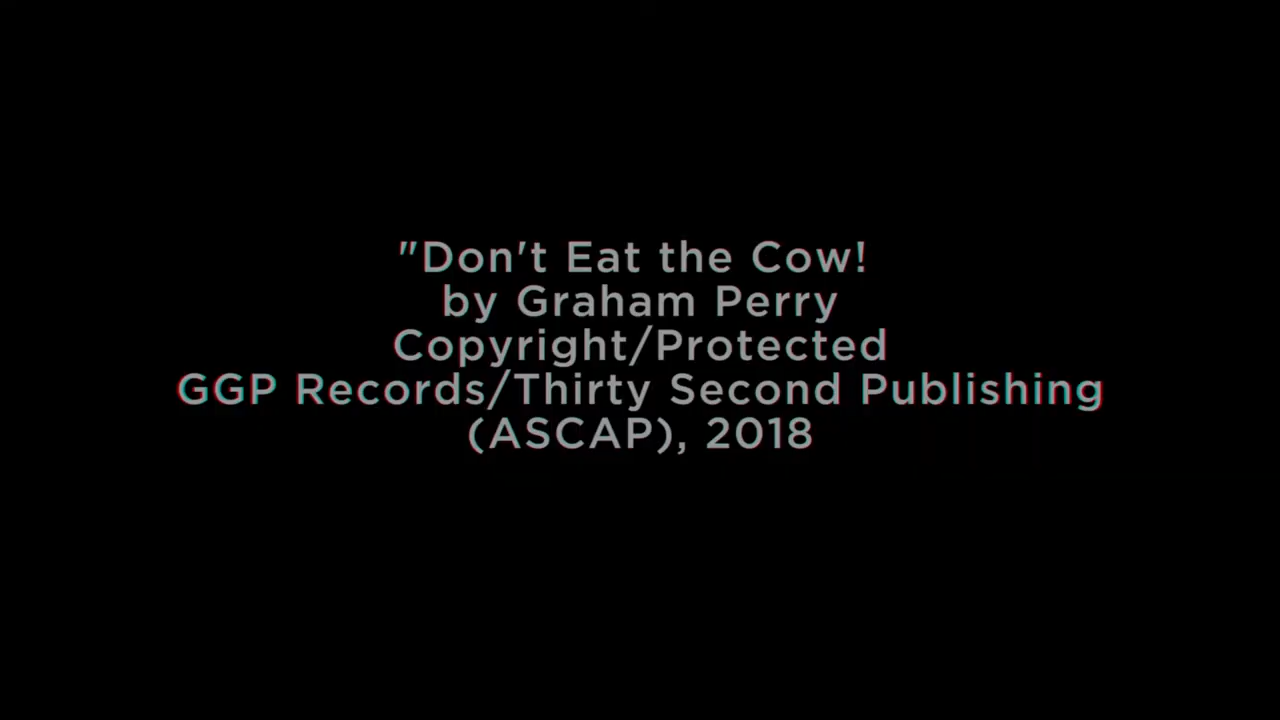 "Don't Eat the Cow!
by Graham Perry
Copyright/Protected
GGP Records/Thirty Second Publishing
(ASCAP), 2018